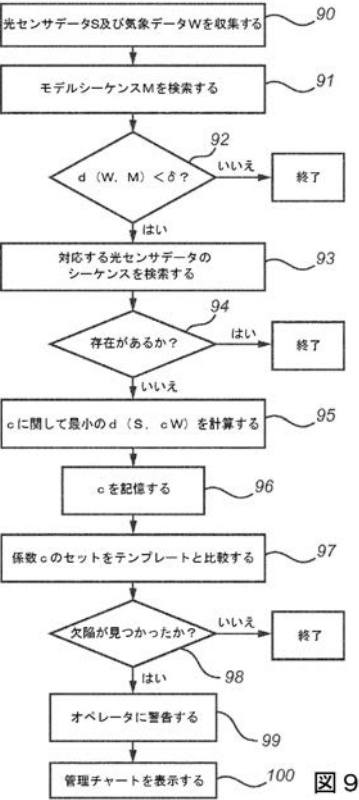 光センサデータS及び気象データWを収集する
90
モデルシーケンスMを検索する
91
92
d(W,M)<δ?
いいえ
終了
はい
対応する光センサデータの
シーケンスを検索する
93
94
存在があるか?
はい
終了
いいえ
cに関して最小のd(S,cW)を計算する
95
cを記憶する
96
係数cのセットをテンプレートと比較する
97
欠陥が見つかったか?
いいえ
終了
98
はい
オペレータに警告する
99
管理チャートを表示する
100
図9